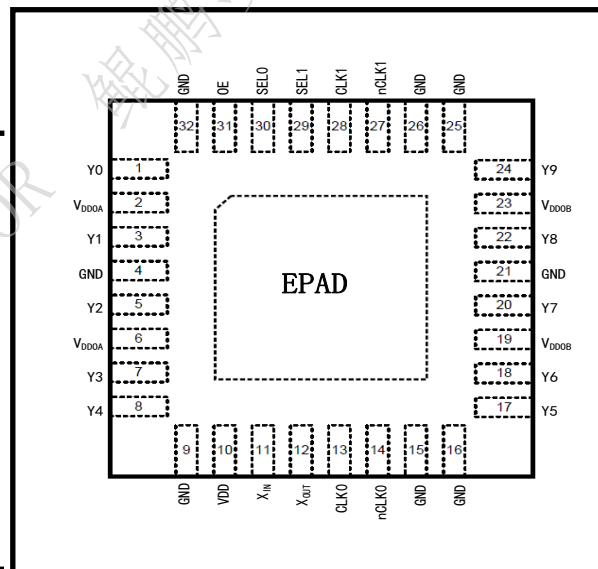 鲲鹏
OR
GND OE SEL0 SEL1 CLK1 nCLK1 GND GND
32 31 30 29 28 27 26 25
Y0 1 24 Y9
VDDOA 2 23 VDDOB
Y1 3 22 Y8
GND 4 21 GND
EPAD
Y2 5 20 Y7
VDDOA 6 19 VDDOB
Y3 7 18 Y6
Y4 8 17 Y5
9 10 11 12 13 14 15 16
GND VDD XIN XOUT CLK0 nCLK0 GND GND